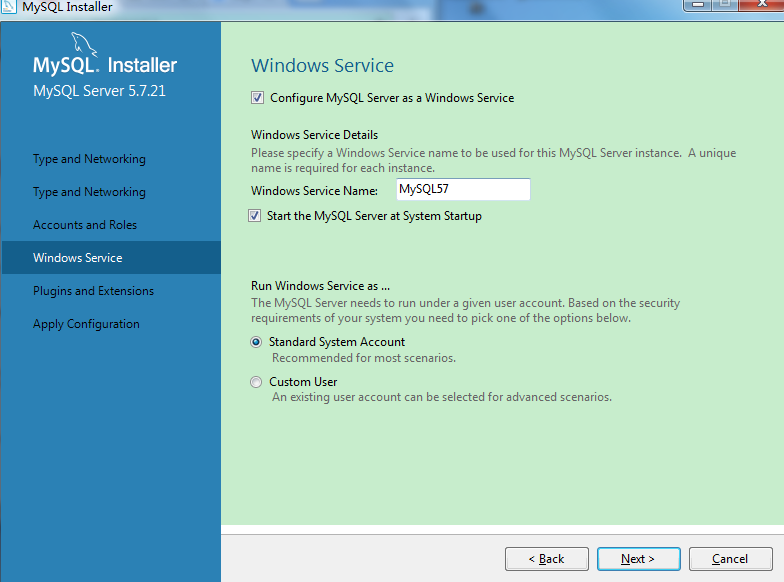 MySQL Installer
MySQL. Installer
MySQL Server 5.7.21
Type and Networking
Type and Networking
Accounts and Roles
Windows Service
Plugins and Extensions
Apply Configuration
Windows Service
Configure MySQL Server as a Windows Service
Windows Service Details
Please specify a Windows Service name to be used for this MySQL Server instance.  A unique
name is required for each instance.
Windows Service Name: MySQL57
Start the MySQL Server at System Startup
Run Windows Service as ...
The MySQL Server needs to run under a given user account. Based on the security
requirements of your system you need to pick one of the options below.
Standard System Account
Recommended for most scenarios.
Custom User
An existing user account can be selected for advanced scenarios.
< Back
Next >
Cancel